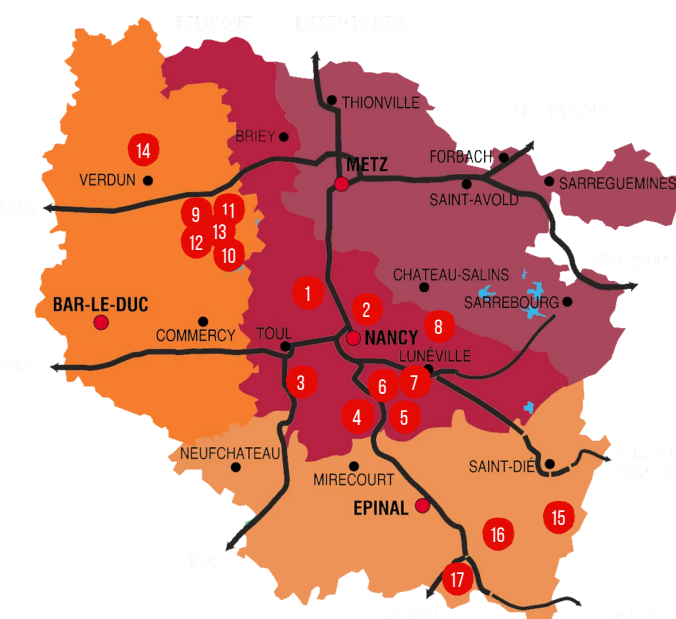 THIONVILLE
BRIEY
14
METZ
FORBACH
VERDUN
SARREGUEMINES
SAINT-AVOLD
9
11
13
12
10
CHATEAU-SALINS
1
BAR-LE-DUC
2
SARREBOURG
8
COMMERCY
TOUL
NANCY
LUNÉVILLE
3
6
7
4
5
NEUFCHATEAU
MIRECOURT
SAINT-DIÉ
EPINAL
15
16
17